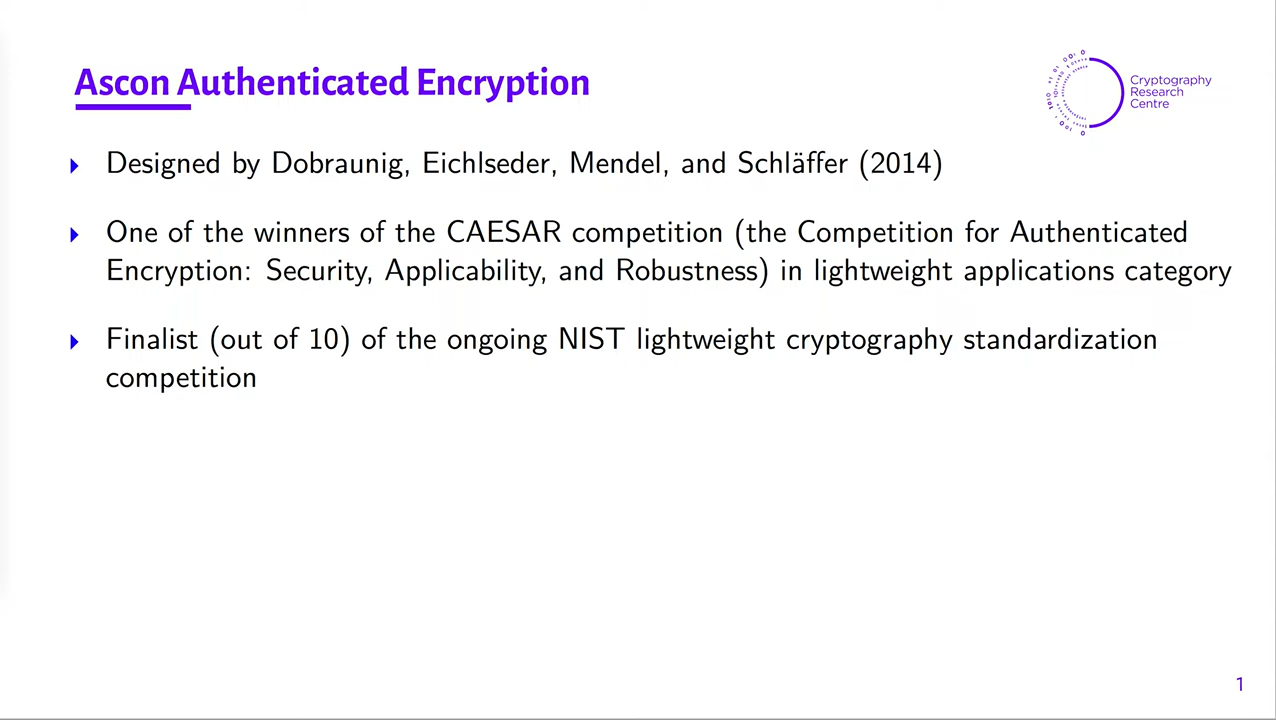 Ascon Authenticated Encryption
Cryptography
Research
Centre
Designed by Dobraunig, Eichlseder, Mendel, and Schläffer (2014)
One of the winners of the CAESAR competition (the Competition for Authenticated
Encryption: Security, Applicability, and Robustness) in lightweight applications category
Finalist (out of 10) of the ongoing NIST lightweight cryptography standardization
competition
1